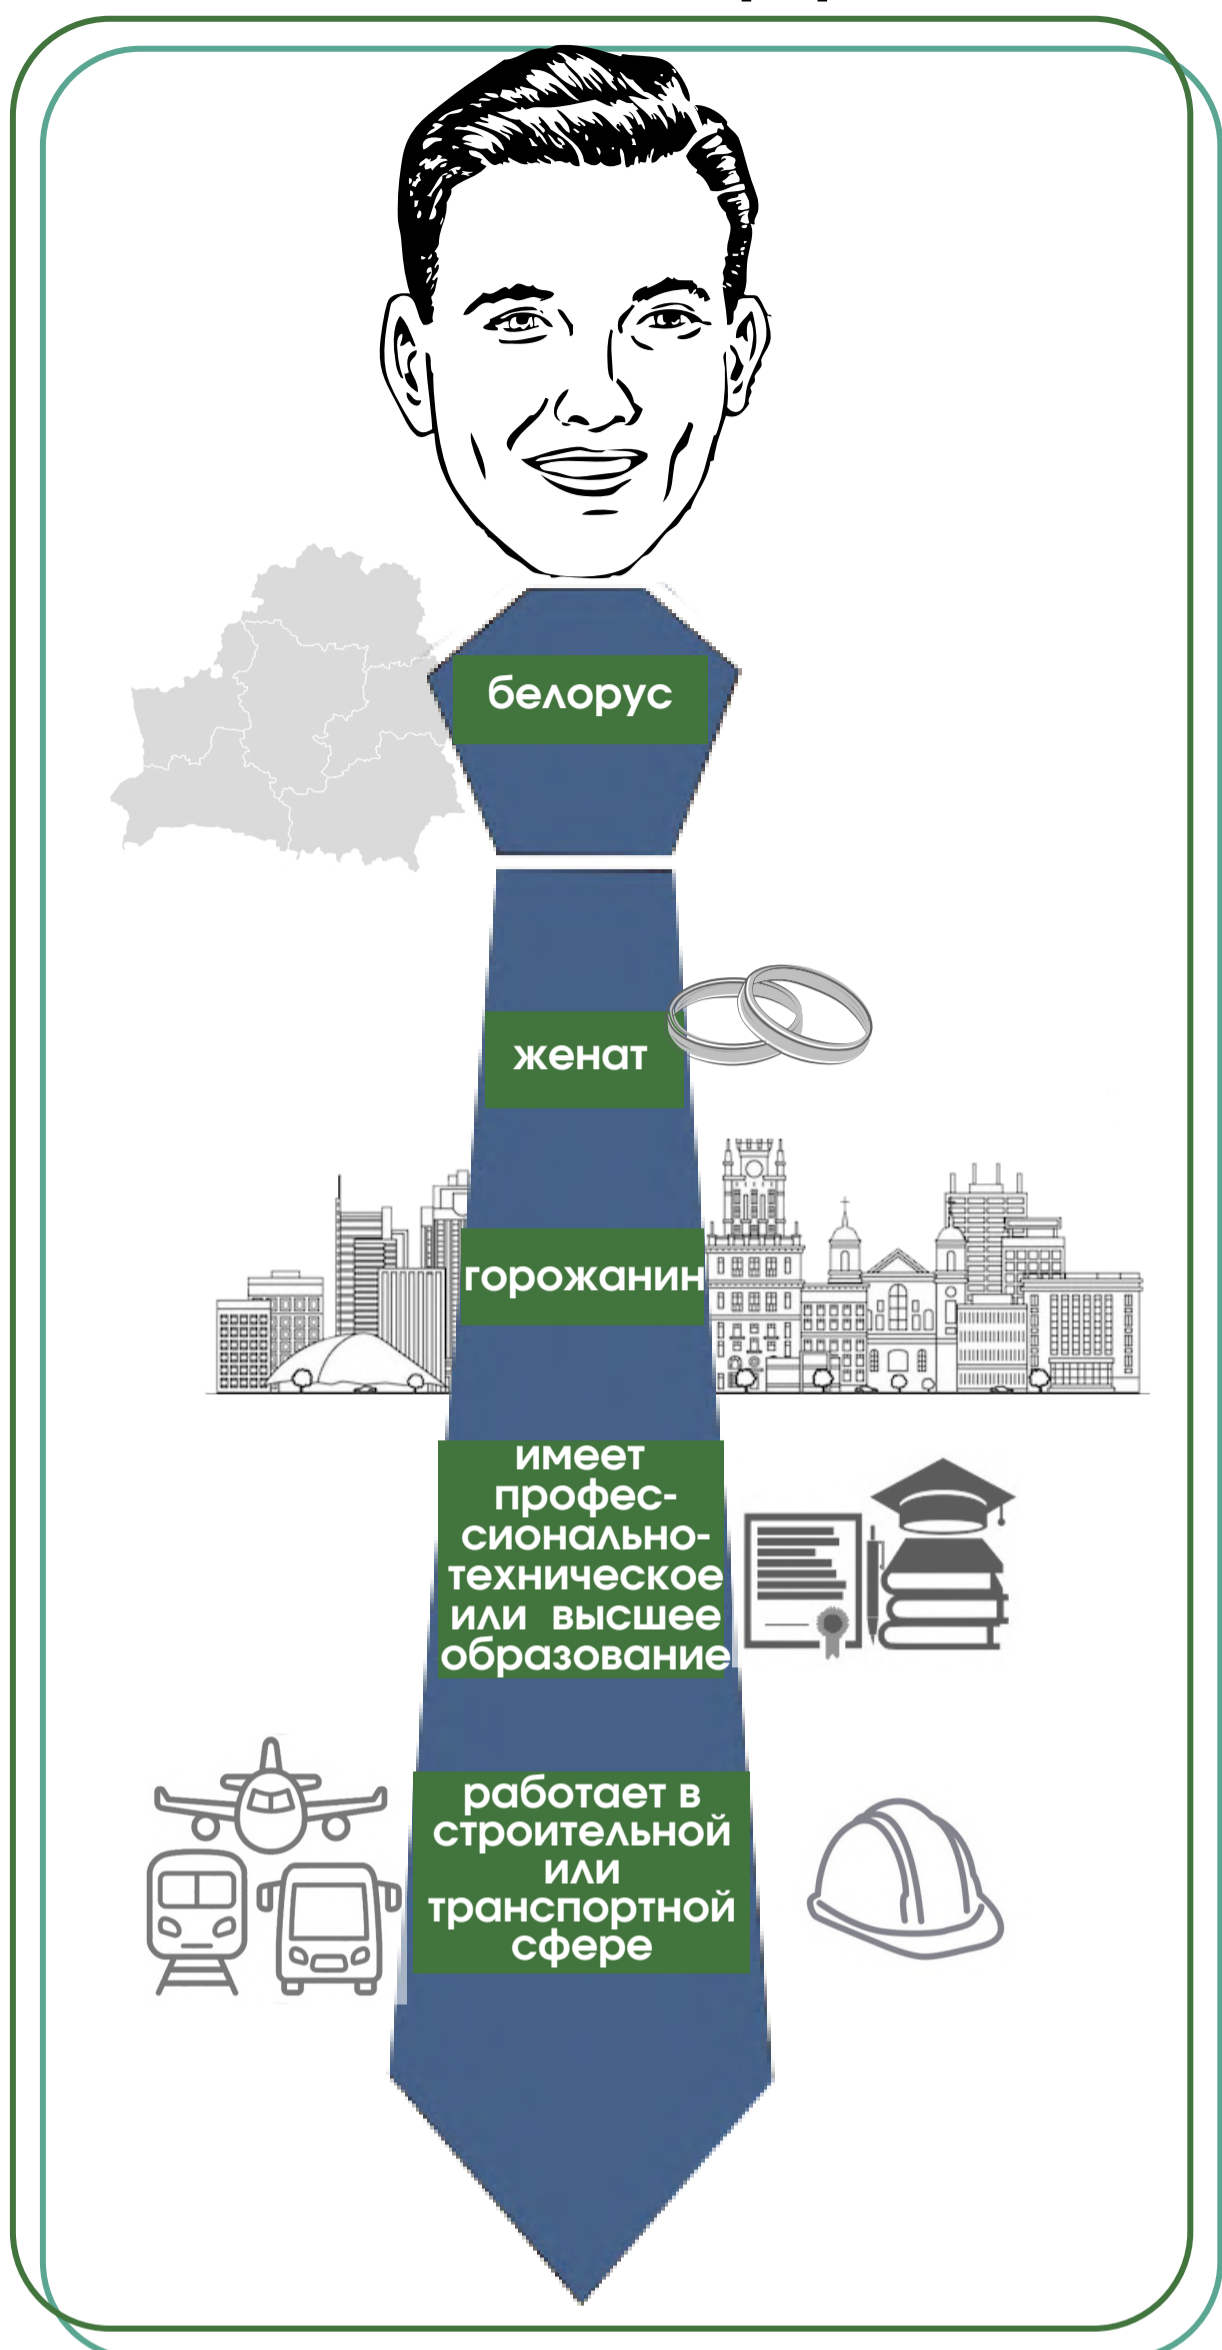 белорус
женат
горожанин
имеет
профес-
сионально-
техническое
или высшее
образование
работает в
строительной
или
транспортной
сфере